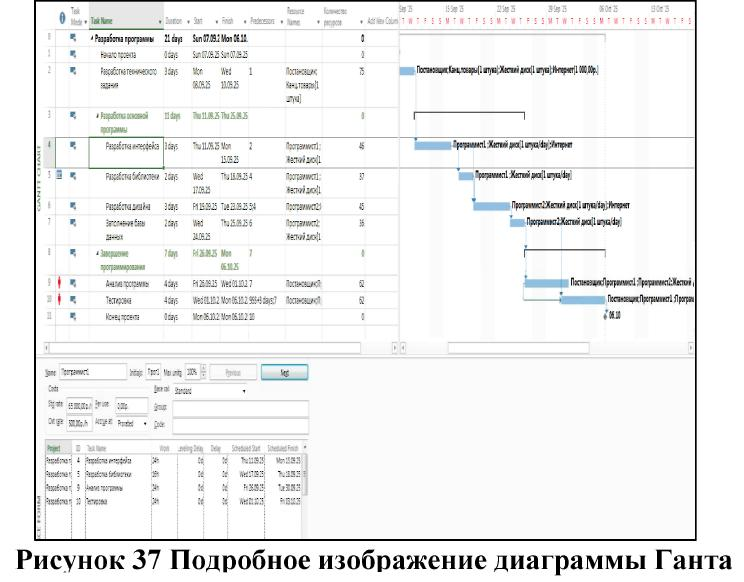 Task Mode Task Name Duration Start Finish Predecessors Resource Names Количество ресурсов Add New Colum
Sep '25 15 Sep '25 22 Sep '25 29 Sep '25 06 Oct '25 13 Oct '25
0 Разработка программы 21 days Sun 07.09.2 Mon 06.10. 0
1 Начало проекта 0 days Sun 07.09.25 Sun 07.09.25 0
2 Разработка технического задания 3 days Mon 08.09.25 Wed 10.09.25 1 Постановщик; Канц.товары[1 штука] 75
Постановщик;Канц.товары[1 штука];Жесткий диск[1 штука];Интернет[1 000,00р.]
3 Разработка основной программы 11 days Thu 11.09.25 Thu 25.09.25 0
4 Разработка интерфейса 3 days Thu 11.09.25 Mon 15.09.25 2 Программист1 ; Жесткий диск[1 46
Программист1 ;Жесткий диск[1 штука/day];Интернет
5 Разработка библиотеки 2 days Wed 17.09.25 Thu 18.09.25 4 Программист1 ; Жесткий диск[1 37
Программист1 ;Жесткий диск[1 штука/day]
6 Разработка дизайна 3 days Fri 19.09.25 Tue 23.09.25 5;4 Программист2; 45
Программист2;Жесткий диск[1 штука/day];Интернет
7 Заполнение базы данных 2 days Wed 24.09.25 Thu 25.09.25 6 Программист2; Жесткий диск[1 36
Программист2;Жесткий диск[1 штука/day]
8 Завершение программирования 7 days Fri 26.09.25 Mon 06.10.25 7 0
9 Анализ программы 4 days Fri 26.09.25 Wed 01.10.2 7 Постановщик;П 62
Постановщик;Программист1 ;Программист2;Жесткий
10 Тестировка 4 days Wed 01.10.2 Mon 06.10.2 9SS+3 days;7 Постановщик;П 62
Постановщик;Программист1 ;Програм
11 Конец проекта 0 days Mon 06.10.2 Mon 06.10.2 10 0
06.10
GANTT CHART
Name: Программист1 Initials: Прог1 Max units: 100% Previous Next
Costs Base cal: Standard
Std rate: Per use: 0,00р. Group:
Ovt rate: 500,00р./h Accrue at: Prorated Code:
Project ID Task Name Work Leveling Delay Delay Scheduled Start Scheduled Finish
Разработка п 4 Разработка интерфейса 24h 0d 0d Thu 11.09.25 Mon 15.09.25
Разработка п 5 Разработка библиотеки 16h 0d 0d Wed 17.09.25 Thu 18.09.25
Разработка п 9 Анализ программы 24h 0d 0d Fri 26.09.25 Tue 30.09.25
Разработка п 10 Тестировка 24h 0d 0d Wed 01.10.25 Fri 03.10.25
CE FORM
Рисунок 37 Подробное изображение диаграммы Ганта